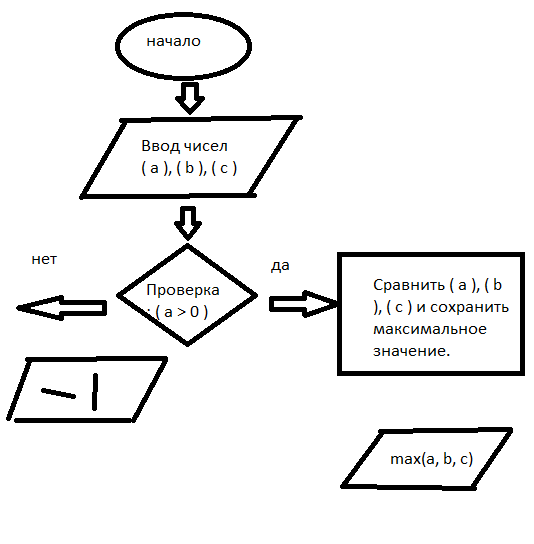 начало
Ввод чисел
( a ), ( b ), ( c )
нет
да
Проверка
: ( a > 0 )
Сравнить ( a ), ( b
), ( c ) и сохранить
максимальное
значение.
-1
max(a, b, c)